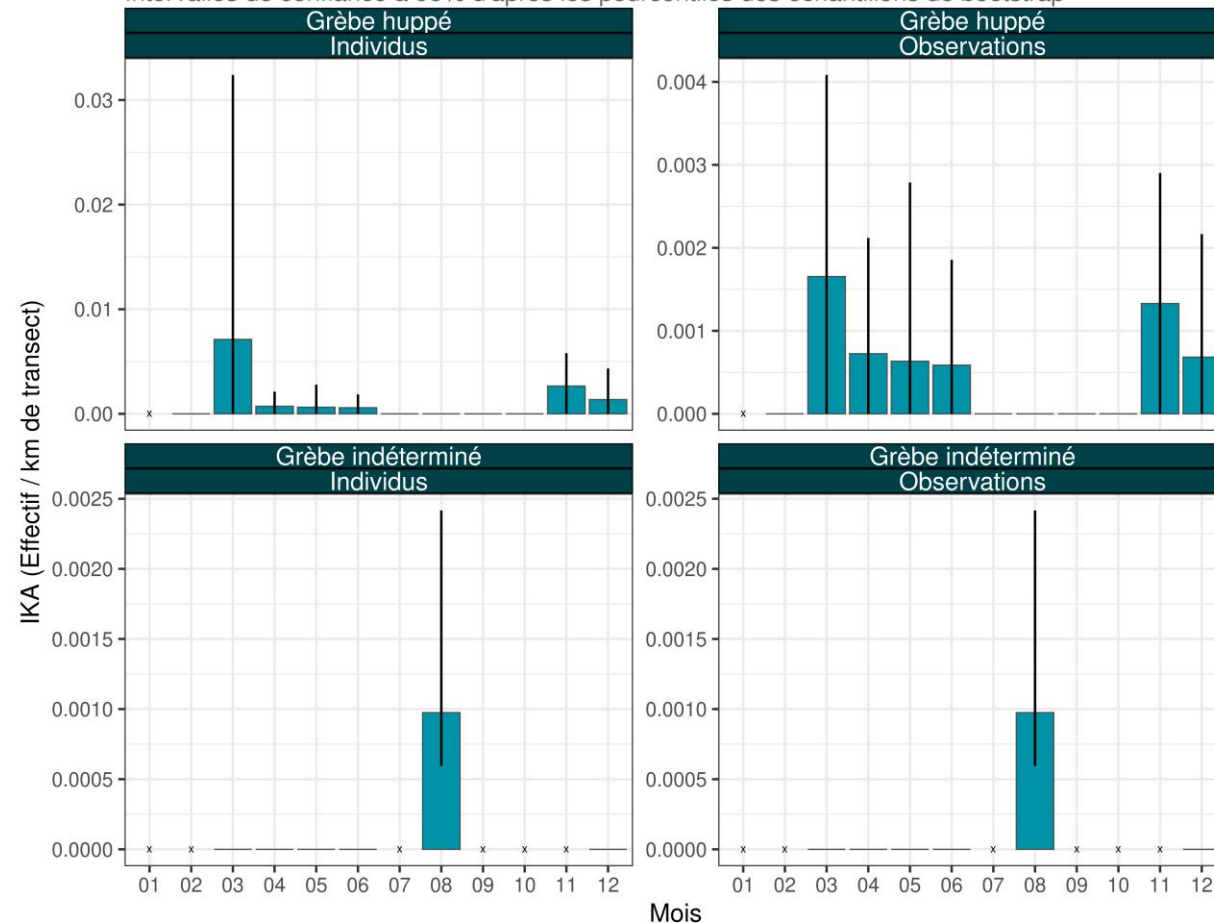 Grèbe huppé Grèbe huppé
Individus Observations
0.03
0.02
0.01
0.00
x
0.004
0.003
0.002
0.001
0.000
x
Grèbe indéterminé Grèbe indéterminé
Individus Observations
0.0025
0.0020
0.0015
0.0010
0.0005
0.0000
x x x x x x
0.0025
0.0020
0.0015
0.0010
0.0005
0.0000
x x x x x x
01 02 03 04 05 06 07 08 09 10 11 12
01 02 03 04 05 06 07 08 09 10 11 12
IKA (Effectif / km de transect)
Mois